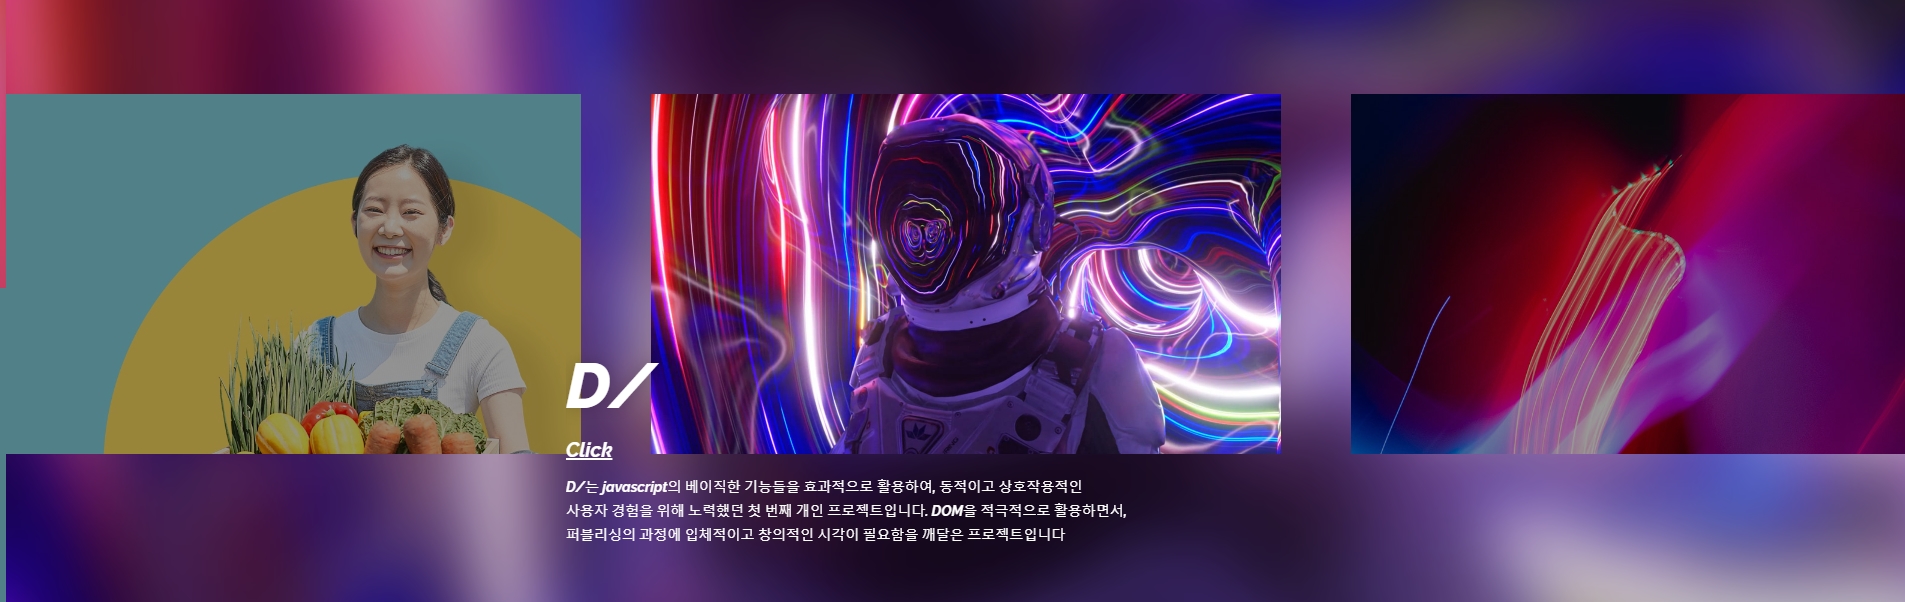 D/
Click
D/는 javascript의 베이직한 기능들을 효과적으로 활용하여, 동적이고 상호작용적인
사용자 경험을 위해 노력했던 첫 번째 개인 프로젝트입니다. DOM을 적극적으로 활용하면서,
퍼블리싱의 과정에 입체적이고 창의적인 시각이 필요함을 깨달은 프로젝트입니다